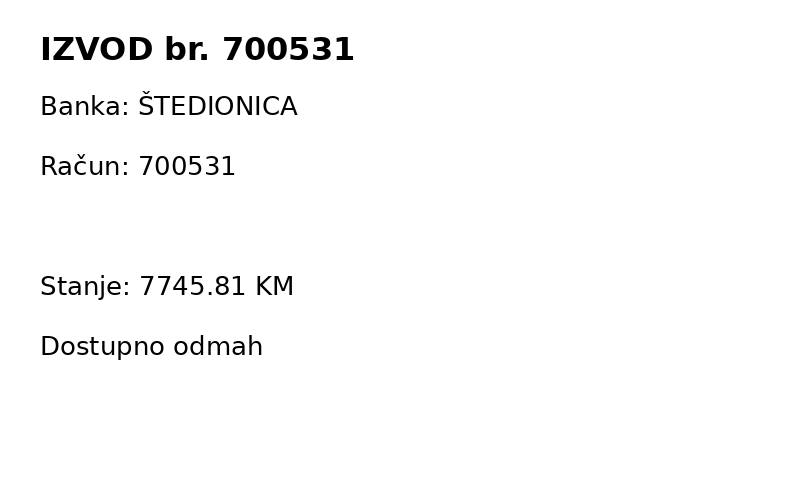 IZVOD br. 700531
Banka: ŠTEDIONICA
Račun: 700531
Stanje: 7745.81 KM
Dostupno odmah